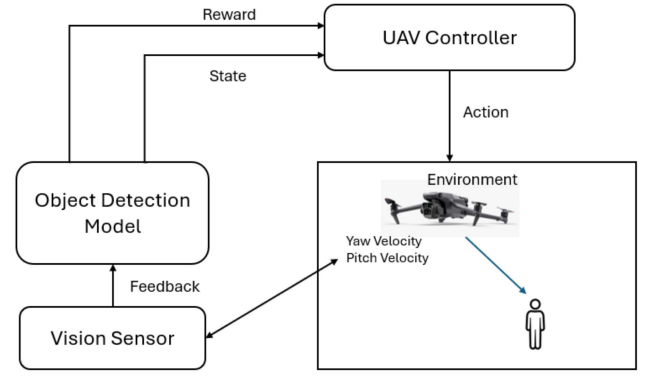 Reward
UAV Controller
State
Action
Object Detection
Model
Environment
Yaw Velocity
Pitch Velocity
Feedback
Vision Sensor